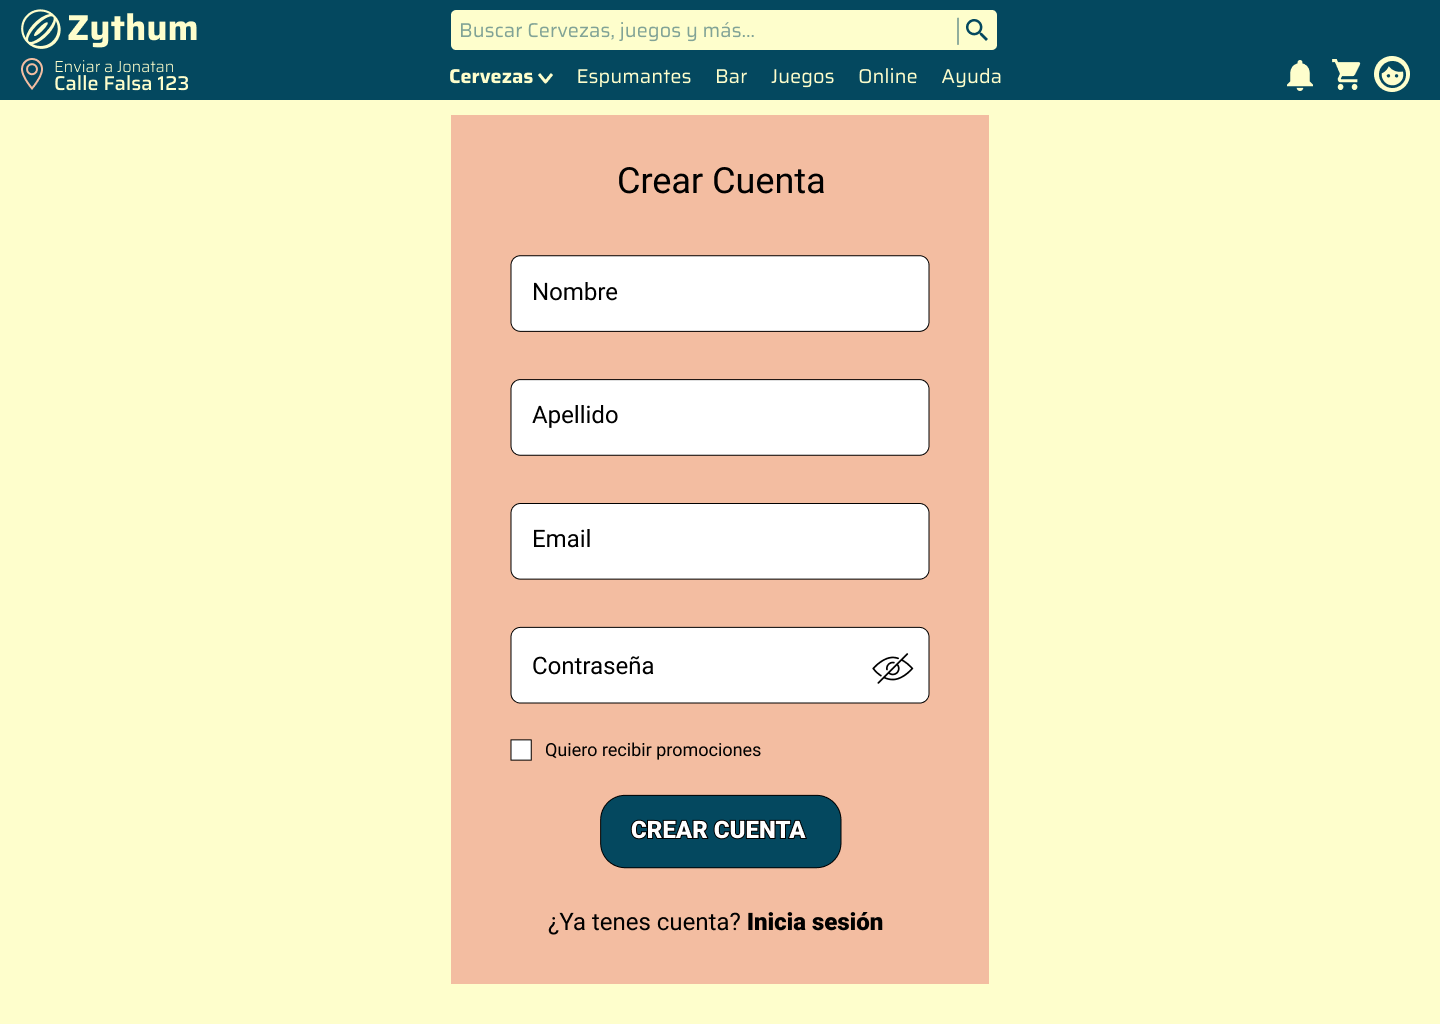 Zythum
Buscar Cervezas, juegos y más...
Enviar a Jonatan
Calle Falsa 123
Cervezas Espumantes Bar Juegos Online Ayuda
Crear Cuenta
Nombre
Apellido
Email
Contraseña
Quiero recibir promociones
CREAR CUENTA
¿Ya tenes cuenta? Inicia sesión